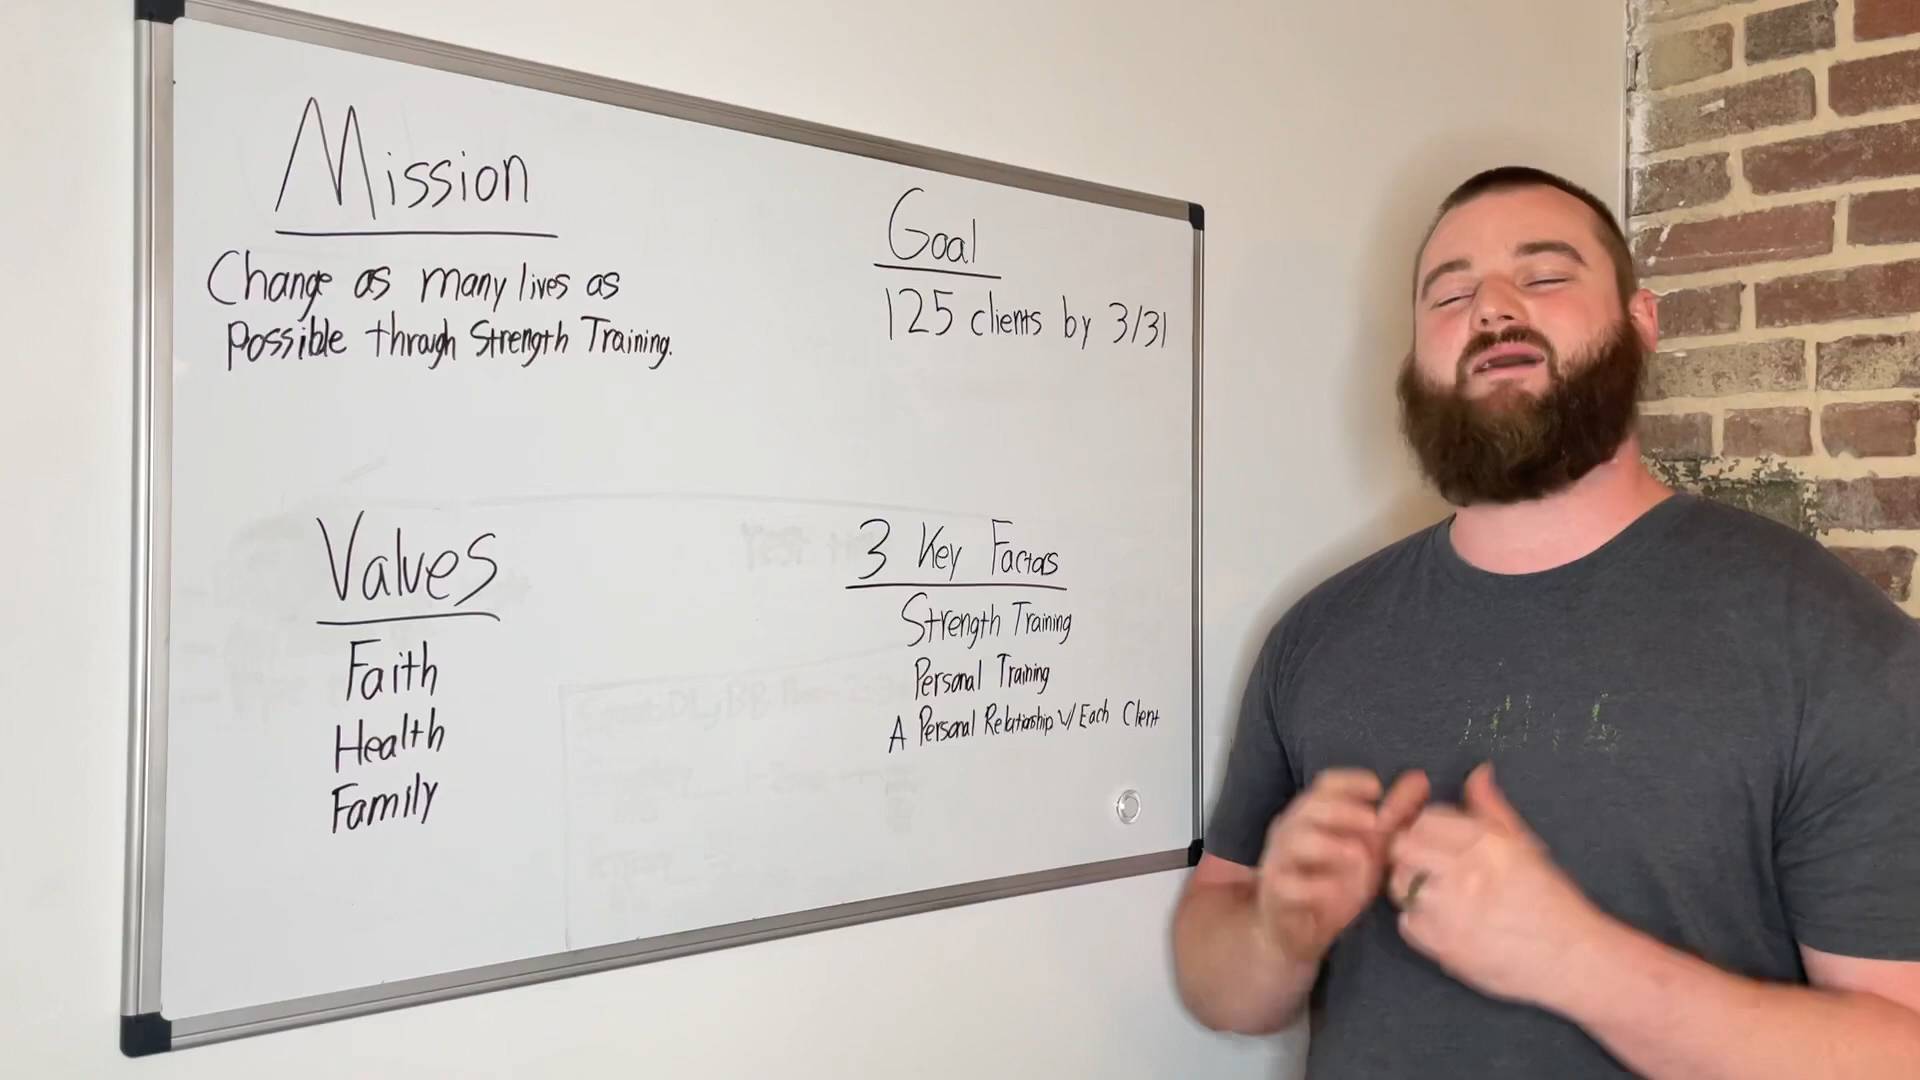 Mission
Change as many lives as
possible through Strength Training.
Goal
125 clients by 3/31
Values
Faith
Health
Family
3 Key Factors
Strength Training
Personal Training
A Personal Relationship w/ Each Client